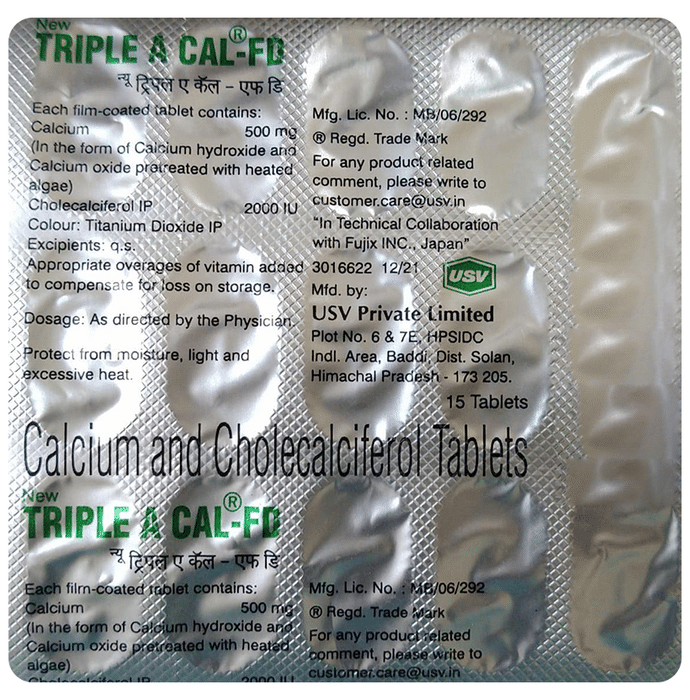 New
TRIPLE A CAL-FD®
न्यू ट्रिपल ए कॅल – एफ डि
Each film-coated tablet contains:
Calcium 500 mg
(In the form of Calcium hydroxide and
Calcium oxide pretreated with heated
algae)
Cholecalciferol IP 2000 IU
Colour: Titanium Dioxide IP
Excipients: q.s.
Appropriate overages of vitamin added
to compensate for loss on storage.
Dosage: As directed by the Physician.
Protect from moisture, light and
excessive heat.
Mfg. Lic. No. : MB/06/292
® Regd. Trade Mark
For any product related
comment, please write to
customer.care@usv.in
"In Technical Collaboration
with Fujix INC., Japan"
3016622 12/21
USV
Mfd. by:
USV Private Limited
Plot No. 6 & 7E, HPSIDC
Indl. Area, Baddi, Dist. Solan,
Himachal Pradesh - 173 205.
15 Tablets
Calcium and Cholecalciferol Tablets
New
TRIPLE A CAL-FD®
न्यू ट्रिपल ए कॅल – एफ डि
Each film-coated tablet contains:
Calcium 500 mg
(In the form of Calcium hydroxide and
Calcium oxide pretreated with heated
algae)
Cholecalciferol IP 2000 IU
Mfg. Lic. No. : MB/06/292
® Regd. Trade Mark
For any product related
comment, please write to
customer.care@usv.in